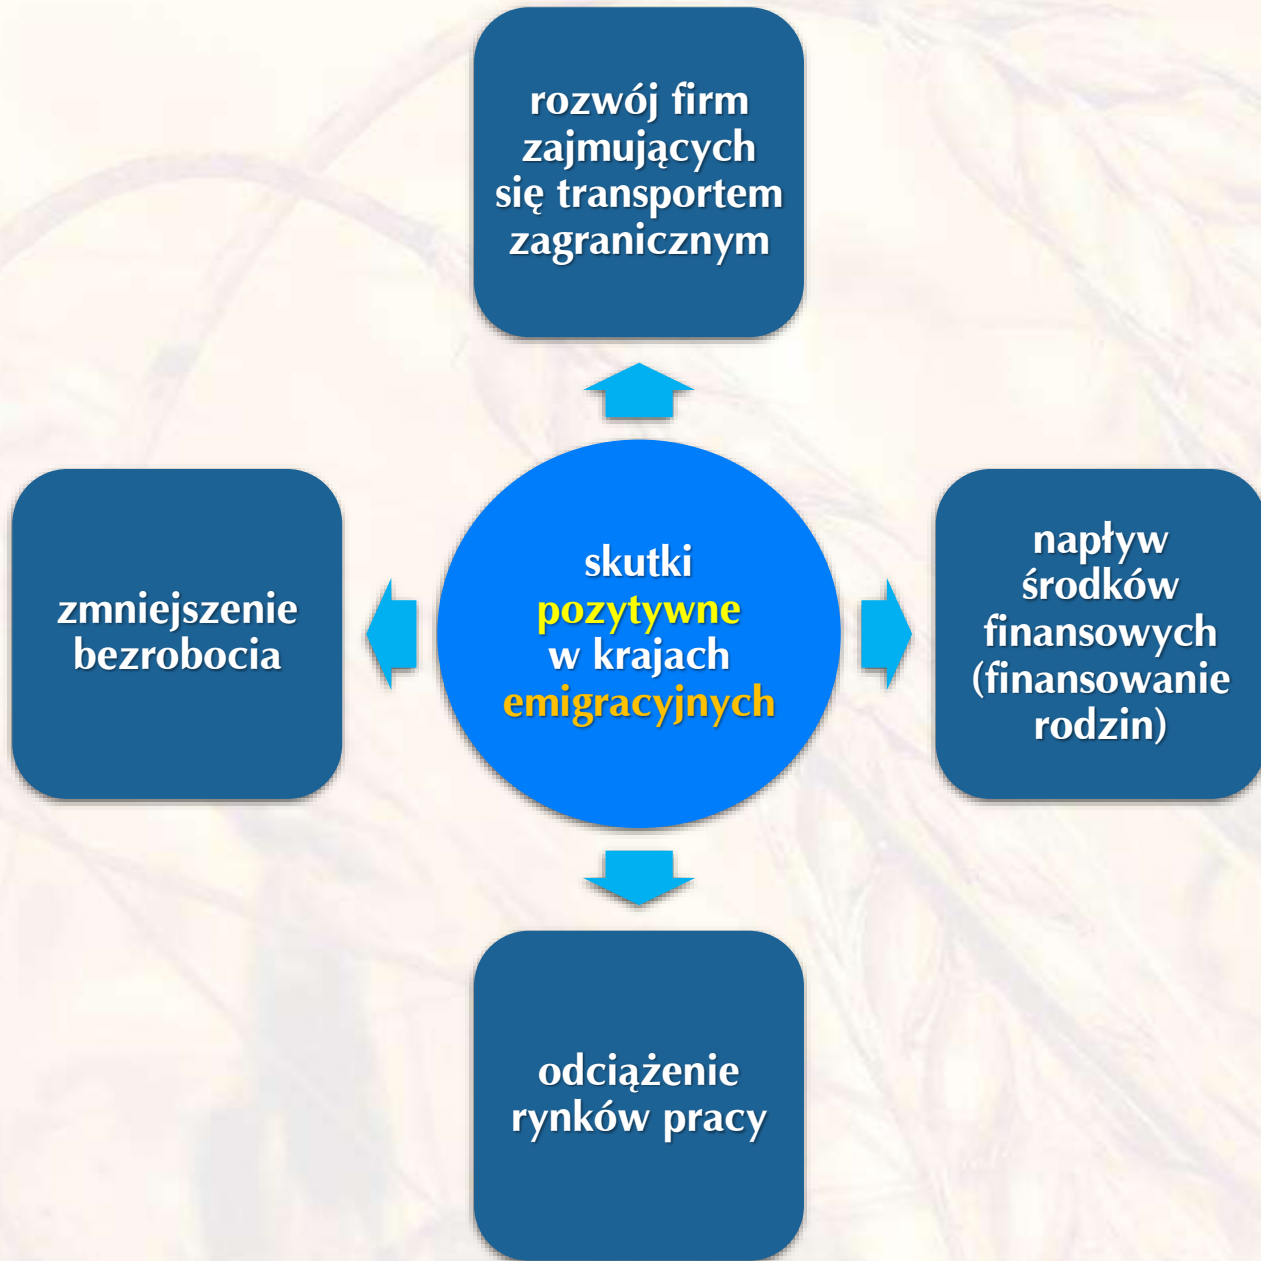 rozwój firm
zajmujących
się transportem
zagranicznym
zmniejszenie
bezrobocia
skutki
pozytywne
w krajach
emigracyjnych
napływ
środków
finansowych
(finansowanie
rodzin)
odciążenie
rynków pracy